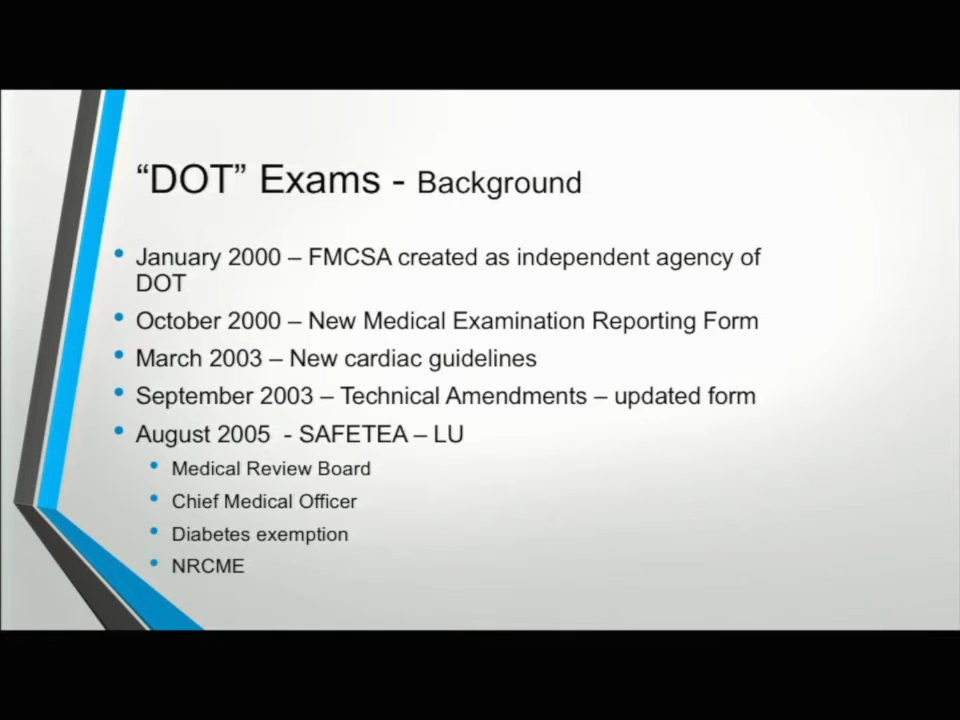 “DOT” Exams - Background
• January 2000 – FMCSA created as independent agency of
DOT
• October 2000 – New Medical Examination Reporting Form
• March 2003 – New cardiac guidelines
• September 2003 – Technical Amendments – updated form
• August 2005  - SAFETEA – LU
• Medical Review Board
• Chief Medical Officer
• Diabetes exemption
• NRCME